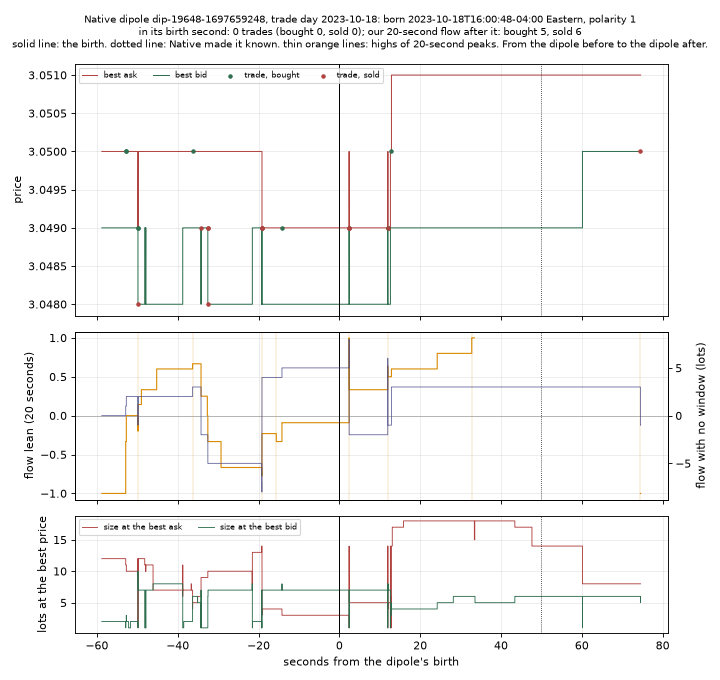 Native dipole dip-19648-1697659248, trade day 2023-10-18: born 2023-10-18T16:00:48-04:00 Eastern, polarity 1
in its birth second: 0 trades (bought 0, sold 0); our 20-second flow after it: bought 5, sold 6
solid line: the birth. dotted line: Native made it known. thin orange lines: highs of 20-second peaks. From the dipole before to the dipole after.
best ask best bid trade, bought trade, sold
3.0510
3.0505
3.0500
3.0495
3.0490
3.0485
3.0480
price
1.0
0.5
0.0
−0.5
−1.0
flow lean (20 seconds)
5
0
−5
flow with no window (lots)
size at the best ask size at the best bid
15
10
5
lots at the best price
−60 −40 −20 0 20 40 60 80
seconds from the dipole's birth